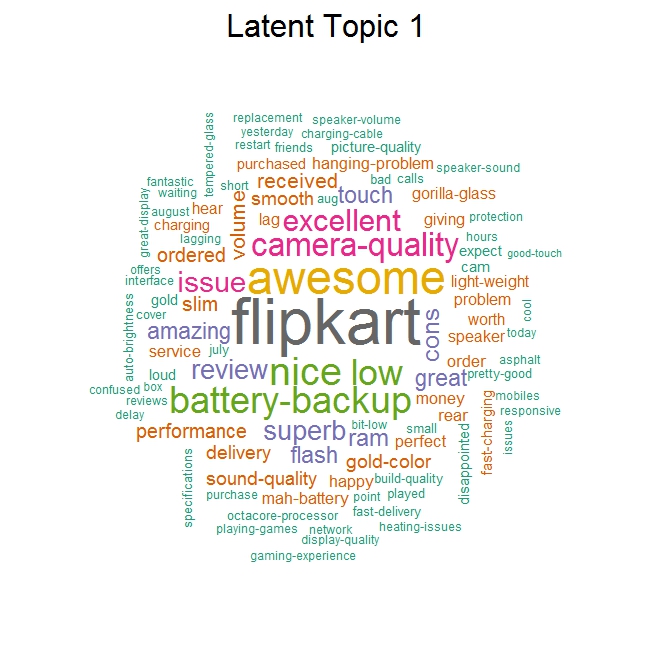 Latent Topic 1
replacement
speaker-volume
yesterday
charging-cable
restart
friends
picture-quality
tempered-glass
purchased
hanging-problem
speaker-sound
fantastic
short
received
bad
calls
waiting
volume
smooth
aug
touch
gorilla-glass
great-display
august
hear
lag
excellent
giving
protection
charging
lagging
hours
ordered
camera-quality
expect
good-touch
offers
cam
interface
issue
awesome
light-weight
gold
slim
problem
cover
flipkart
worth
cool
auto-brightness
amazing
cons
speaker
today
service
july
order
asphalt
loud
review
nice
low
great
pretty-good
confused
box
reviews
battery-backup
money
mobiles
delay
rear
responsive
performance
superb
bit-low
small
fast-charging
issues
ram
perfect
delivery
flash
gold-color
disappointed
specifications
sound-quality
happy
build-quality
purchase
mah-battery
point
played
octacore-processor
fast-delivery
playing-games
network
heating-issues
display-quality
gaming-experience